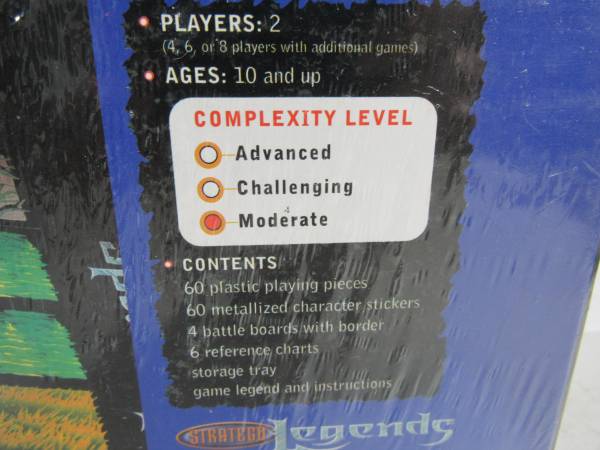 PLAYERS: 2
(4, 6, or 8 players with additional games)
AGES: 10 and up
COMPLEXITY LEVEL
Advanced
Challenging
Moderate
CONTENTS
60 plastic playing pieces
60 metallized character stickers
4 battle boards with border
6 reference charts
storage tray
game legend and instructions
STRATEGO Legends